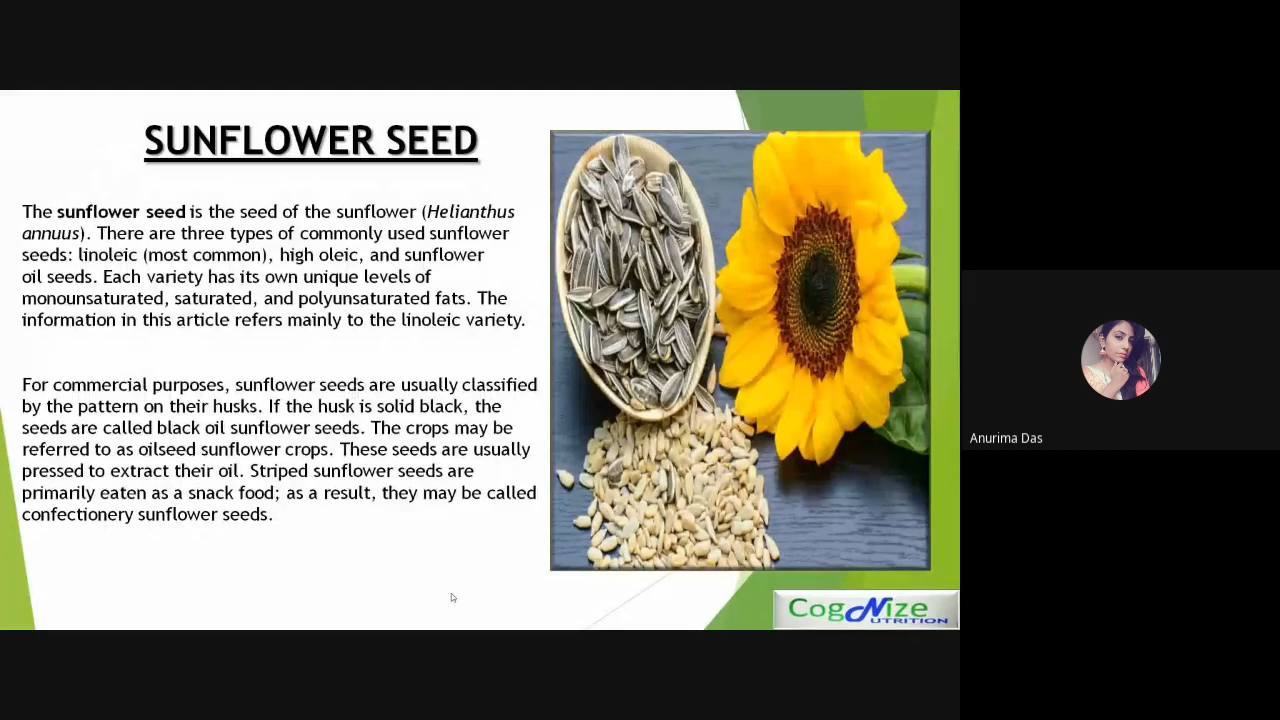 SUNFLOWER SEED
The sunflower seed is the seed of the sunflower (Helianthus
annuus). There are three types of commonly used sunflower
seeds: linoleic (most common), high oleic, and sunflower
oil seeds. Each variety has its own unique levels of
monounsaturated, saturated, and polyunsaturated fats. The
information in this article refers mainly to the linoleic variety.
For commercial purposes, sunflower seeds are usually classified
by the pattern on their husks. If the husk is solid black, the
seeds are called black oil sunflower seeds. The crops may be
referred to as oilseed sunflower crops. These seeds are usually
pressed to extract their oil. Striped sunflower seeds are
primarily eaten as a snack food; as a result, they may be called
confectionery sunflower seeds.
CogNize
NUTRITION
Anurima Das